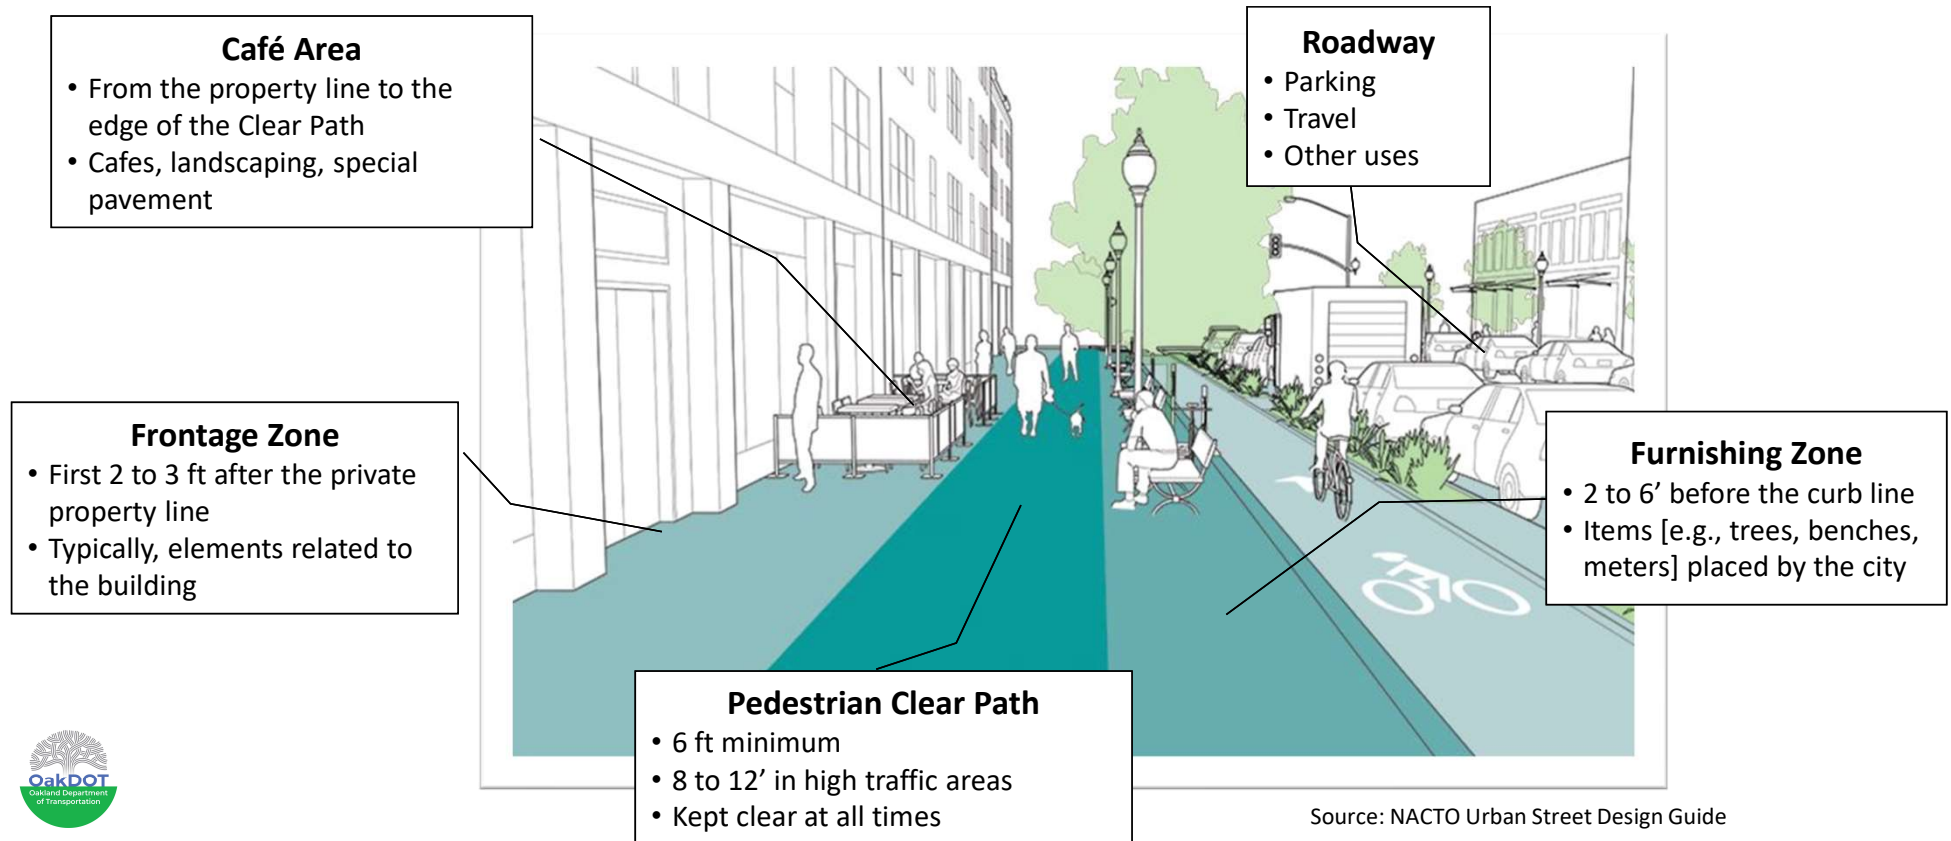 Café Area
• From the property line to the
edge of the Clear Path
• Cafes, landscaping, special
pavement
Roadway
• Parking
• Travel
• Other uses
Frontage Zone
• First 2 to 3 ft after the private
property line
• Typically, elements related to
the building
Furnishing Zone
• 2 to 6’ before the curb line
• Items [e.g., trees, benches,
meters] placed by the city
Pedestrian Clear Path
• 6 ft minimum
• 8 to 12’ in high traffic areas
• Kept clear at all times
OakDOT
Oakland Department
of Transportation
Source: NACTO Urban Street Design Guide